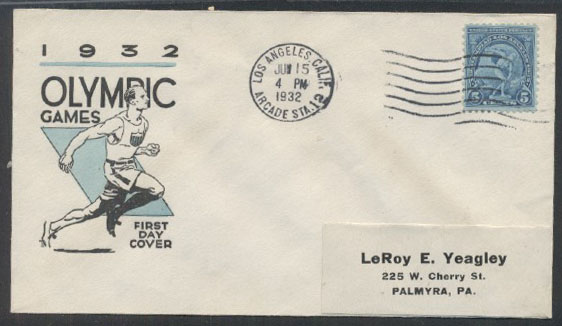 1932
OLYMPIC
GAMES
FIRST
DAY
COVER
LOS ANGELES, CALIF.
JUN 15
4 PM
1932
ARCADE STA.
5
LeRoy E. Yeagley
225 W. Cherry St.
PALMYRA, PA.